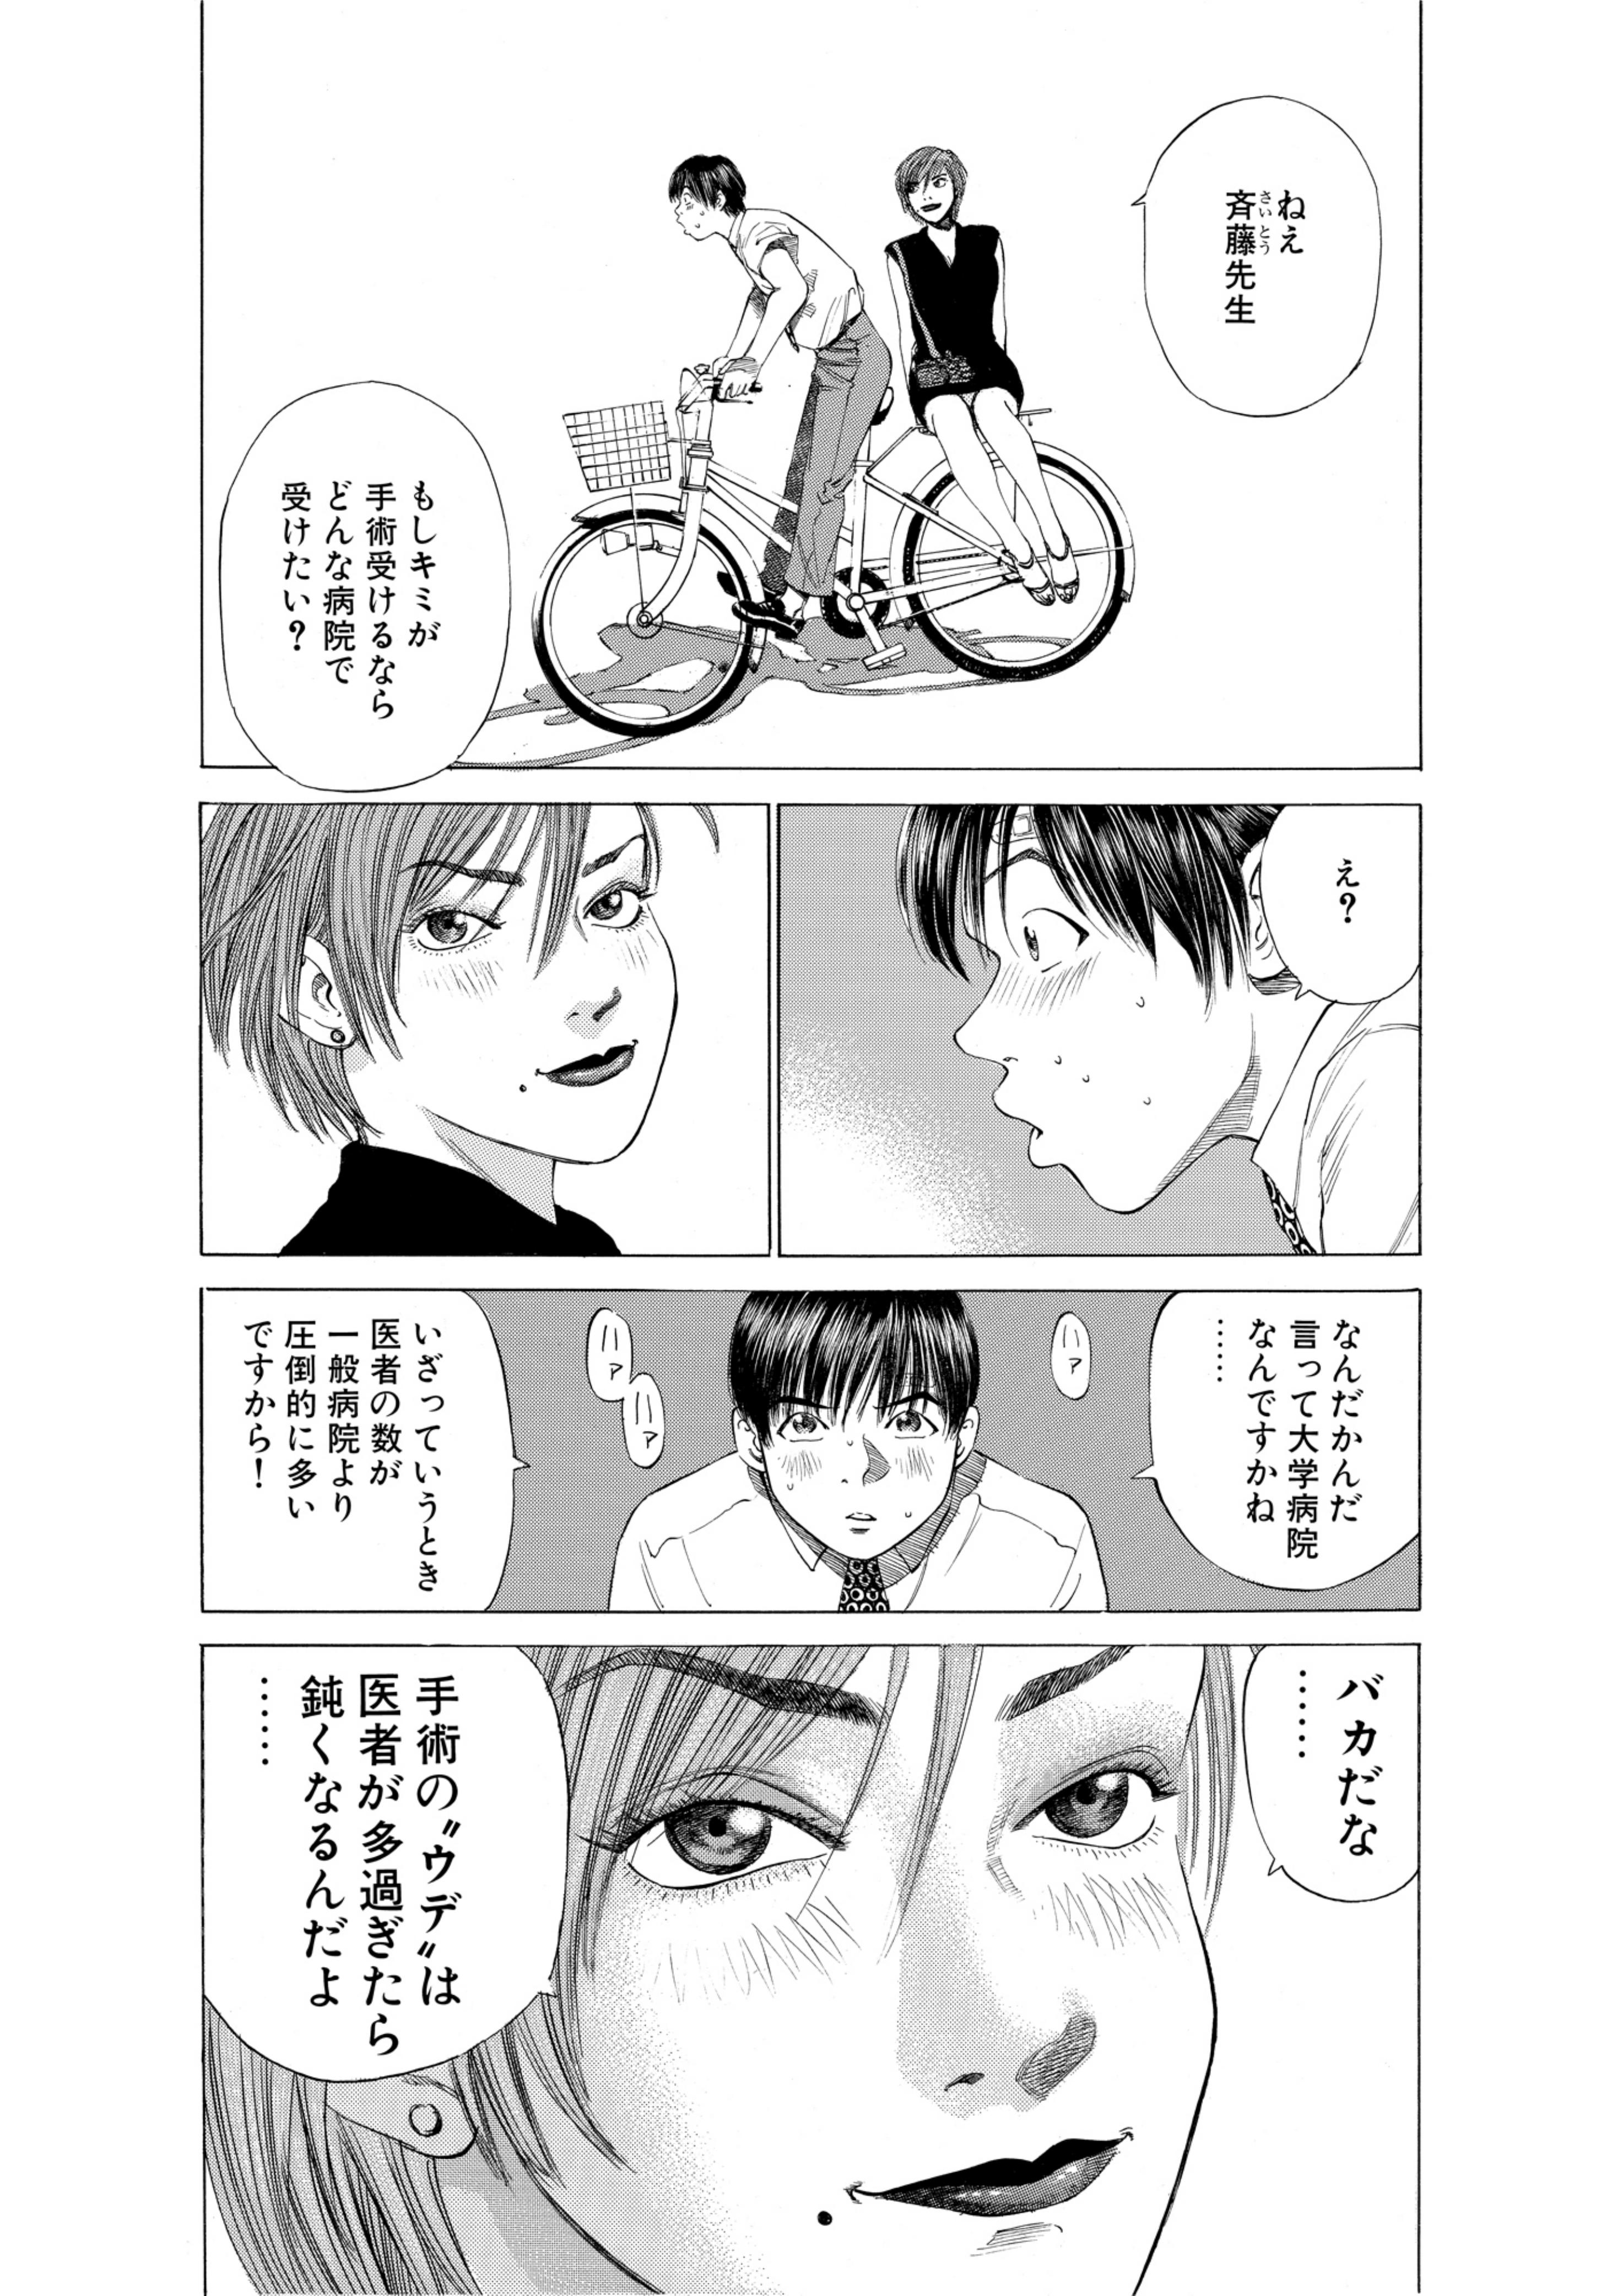 ねえ
斉藤先生
さいとう
もしキミが
手術受けるなら
どんな病院で
受けたい？
え？
なんだかんだ
言って大学病院
なんですかね
……
ハァ
ハァ
ハァ
いざっていうとき
医者の数が
一般病院より
圧倒的に多い
ですから！
バカだな
……
手術の〝ウデ〟は
医者が多過ぎたら
鈍くなるんだよ
……